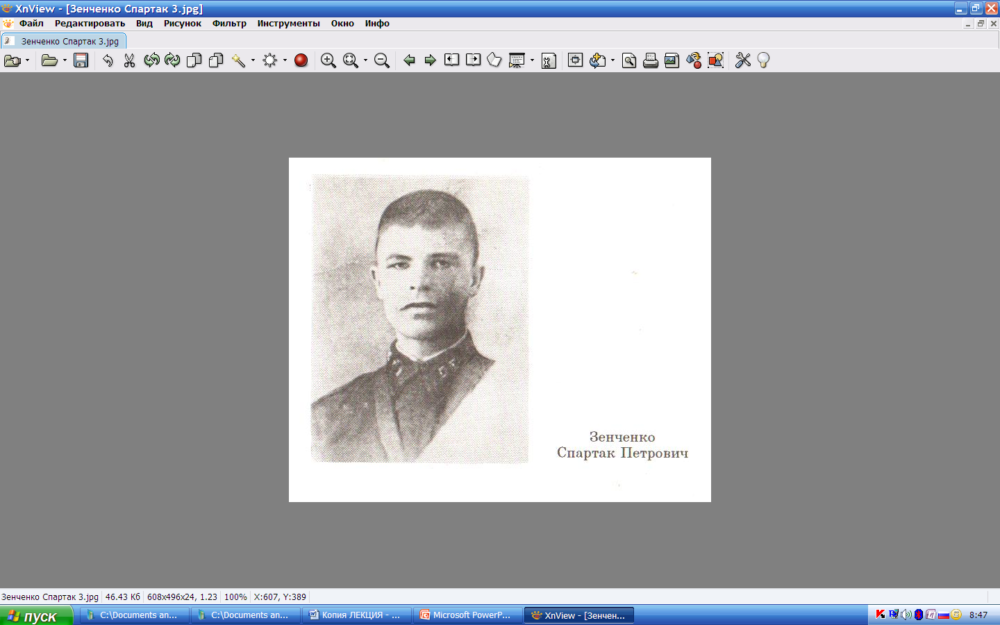 XnView - [Зенченко Спартак 3.jpg]
Файл Редактировать Вид Рисунок Фильтр Инструменты Окно Инфо
Зенченко Спартак 3.jpg
Зенченко
Спартак Петрович
Зенченко Спартак 3.jpg 46.43 Кб 608x496x24, 1.23 100% X:607, Y:389
пуск C:\Documents an... C:\Documents an... Копия ЛЕКЦИЯ - ... Microsoft PowerP... XnView - [Зенчен... 8:47